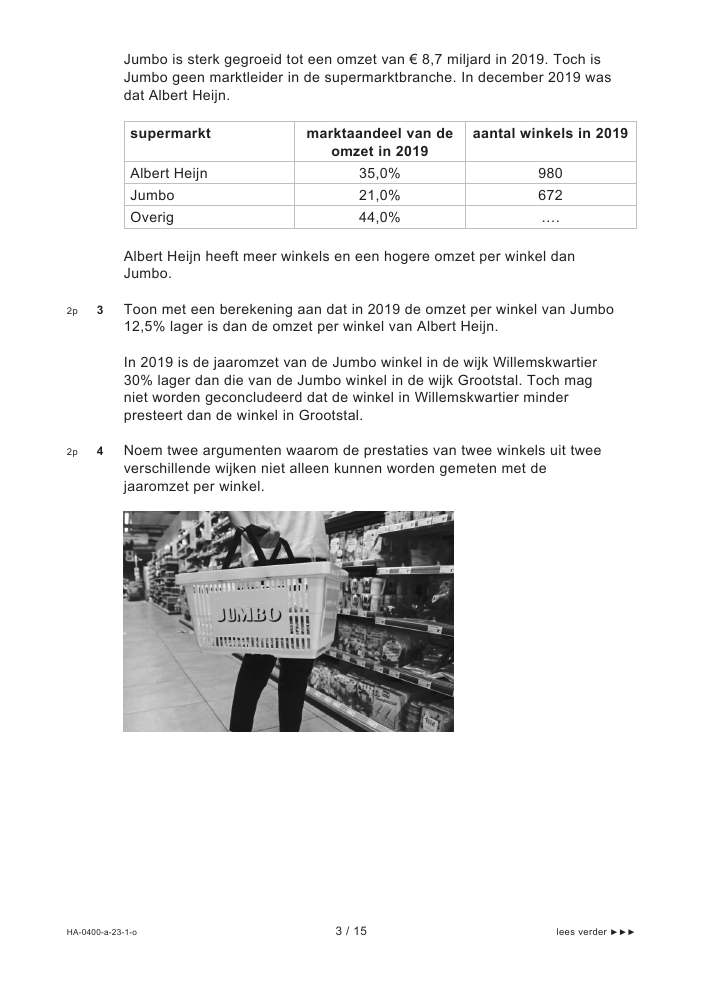 Jumbo is sterk gegroeid tot een omzet van € 8,7 miljard in 2019. Toch is
Jumbo geen marktleider in de supermarktbranche. In december 2019 was
dat Albert Heijn.
supermarkt marktaandeel van de omzet in 2019 aantal winkels in 2019
Albert Heijn 35,0% 980
Jumbo 21,0% 672
Overig 44,0% ….
Albert Heijn heeft meer winkels en een hogere omzet per winkel dan
Jumbo.
2p 3 Toon met een berekening aan dat in 2019 de omzet per winkel van Jumbo
12,5% lager is dan de omzet per winkel van Albert Heijn.
In 2019 is de jaaromzet van de Jumbo winkel in de wijk Willemskwartier
30% lager dan die van de Jumbo winkel in de wijk Grootstal. Toch mag
niet worden geconcludeerd dat de winkel in Willemskwartier minder
presteert dan de winkel in Grootstal.
2p 4 Noem twee argumenten waarom de prestaties van twee winkels uit twee
verschillende wijken niet alleen kunnen worden gemeten met de
jaaromzet per winkel.
JUMBO
HA-0400-a-23-1-o 3 / 15 lees verder ►►►